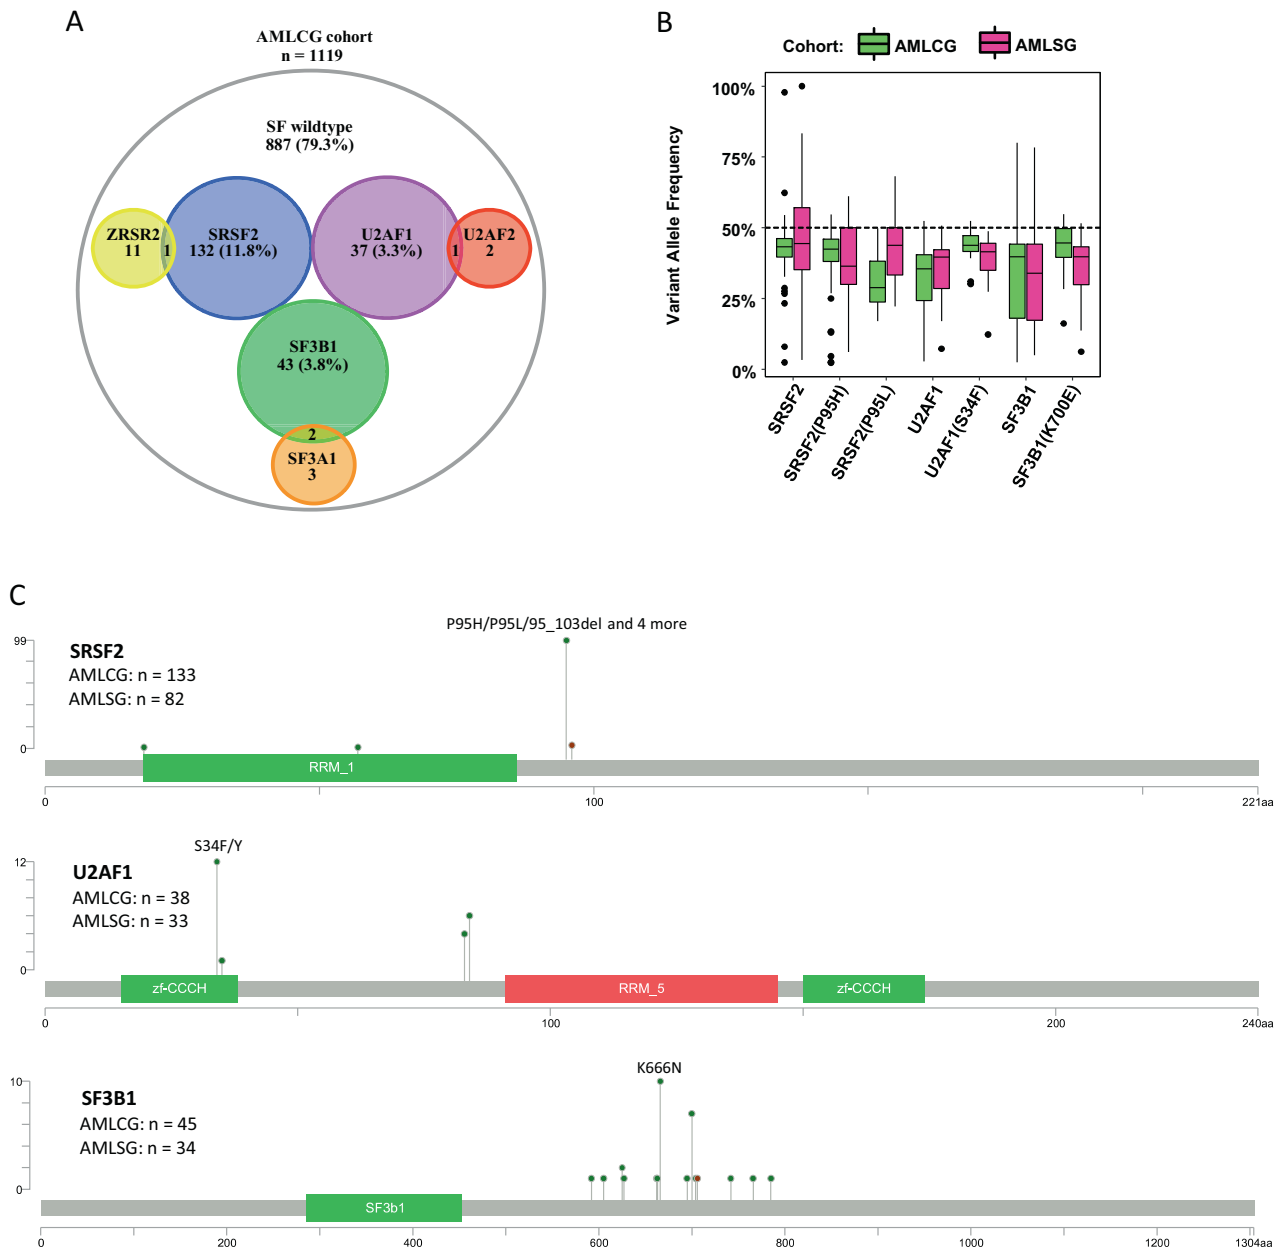 A
AMLCG cohort
n = 1119
SF wildtype
887 (79.3%)
ZRSR2
11
1
SRSF2
132 (11.8%)
U2AF1
37 (3.3%)
1
U2AF2
2
SF3B1
43 (3.8%)
2
SF3A1
3
B
Cohort: AMLCG AMLSG
Variant Allele Frequency
100%
75%
50%
25%
0%
SRSF2
SRSF2(P95H)
SRSF2(P95L)
U2AF1
U2AF1(S34F)
SF3B1
SF3B1(K700E)
C
P95H/P95L/95_103del and 4 more
99
0
SRSF2
AMLCG: n = 133
AMLSG: n = 82
RRM_1
0 100 221aa
S34F/Y
12
0
U2AF1
AMLCG: n = 38
AMLSG: n = 33
zf-CCCH RRM_5 zf-CCCH
0 100 200 240aa
K666N
10
0
SF3B1
AMLCG: n = 45
AMLSG: n = 34
SF3b1
0 200 400 600 800 1000 1200 1304aa